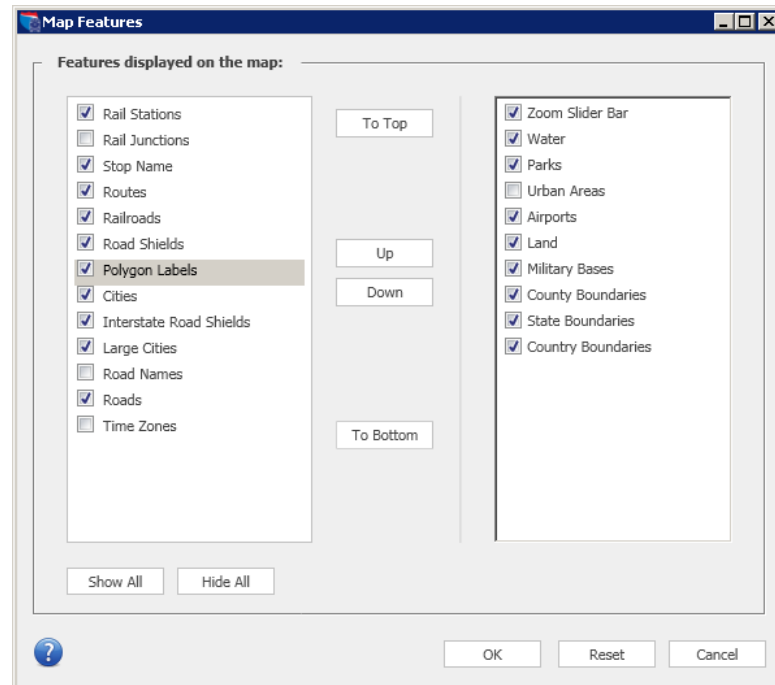 Map Features
Features displayed on the map:
Rail Stations
Rail Junctions
Stop Name
Routes
Railroads
Road Shields
Polygon Labels
Cities
Interstate Road Shields
Large Cities
Road Names
Roads
Time Zones
To Top
Up
Down
To Bottom
Zoom Slider Bar
Water
Parks
Urban Areas
Airports
Land
Military Bases
County Boundaries
State Boundaries
Country Boundaries
Show All
Hide All
?
OK
Reset
Cancel